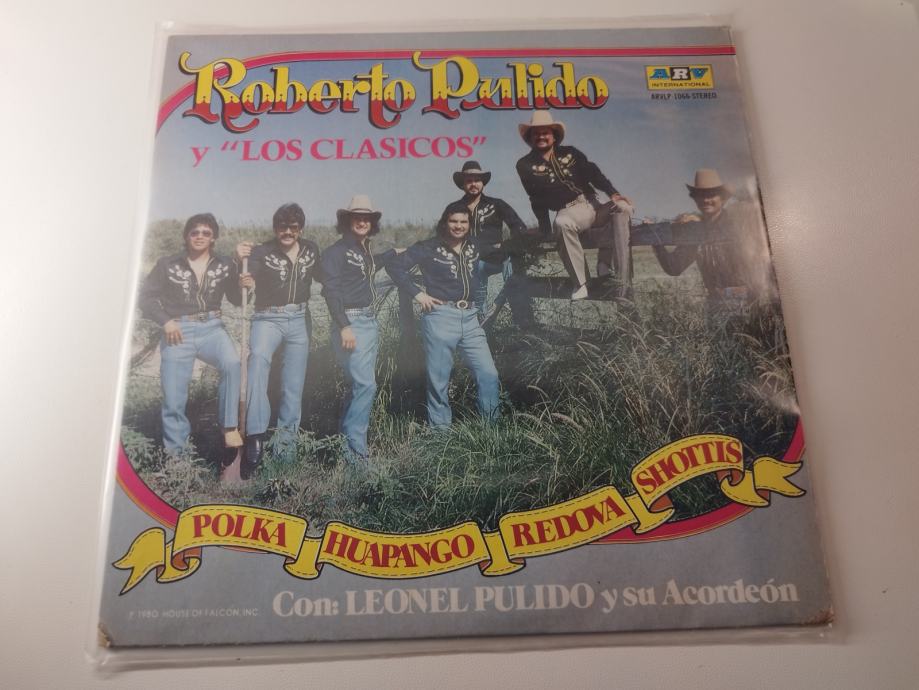 Roberto Pulido
y "LOS CLASICOS"
ARV
INTERNATIONAL
ARVLP-1066-STEREO
POLKA
HUAPANGO
REDOVA
SHOTTIS
Con: LEONEL PULIDO y su Acordeón
℗ 1980 HOUSE OF FALCON, INC.